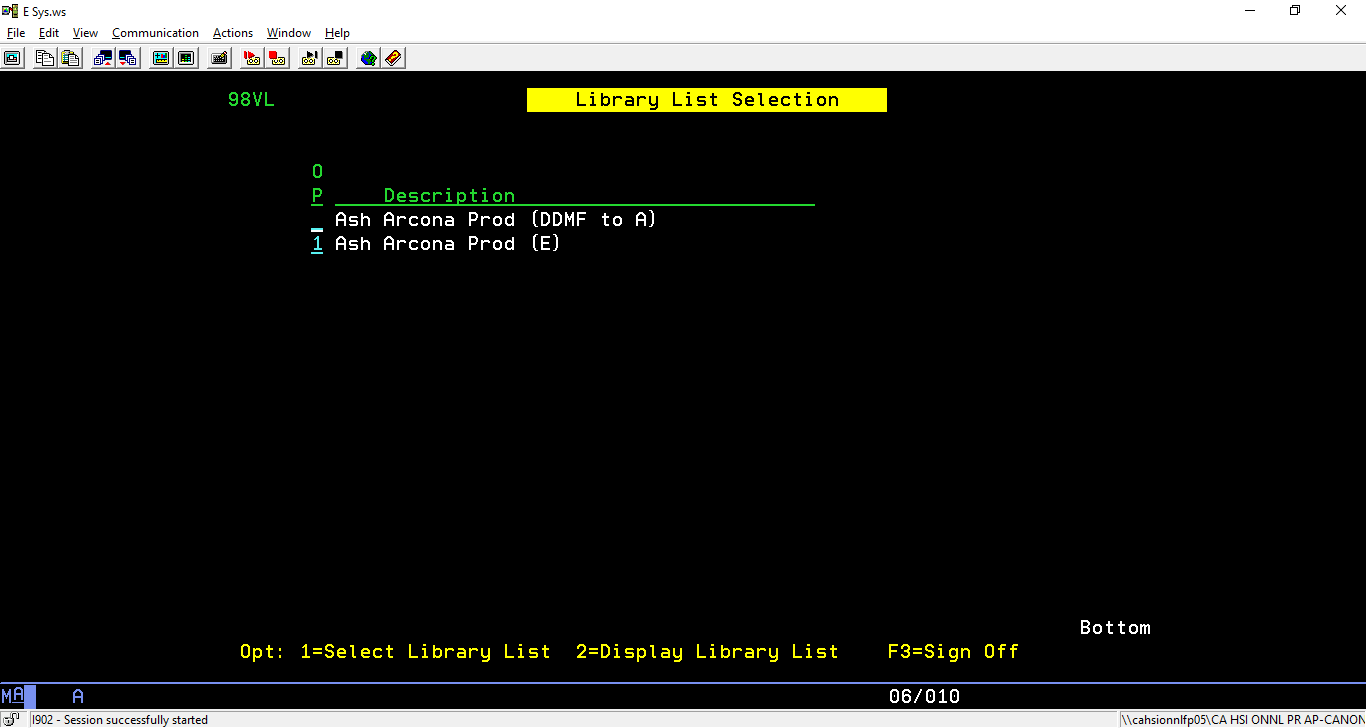 E Sys.ws
File Edit View Communication Actions Window Help
98VL Library List Selection
O
P Description
_ Ash Arcona Prod (DDMF to A)
1 Ash Arcona Prod (E)
Bottom
Opt: 1=Select Library List 2=Display Library List F3=Sign Off
MA A 06/010
I902 - Session successfully started \\cahsionnlfp05\CA HSI ONNL PR AP-CANON